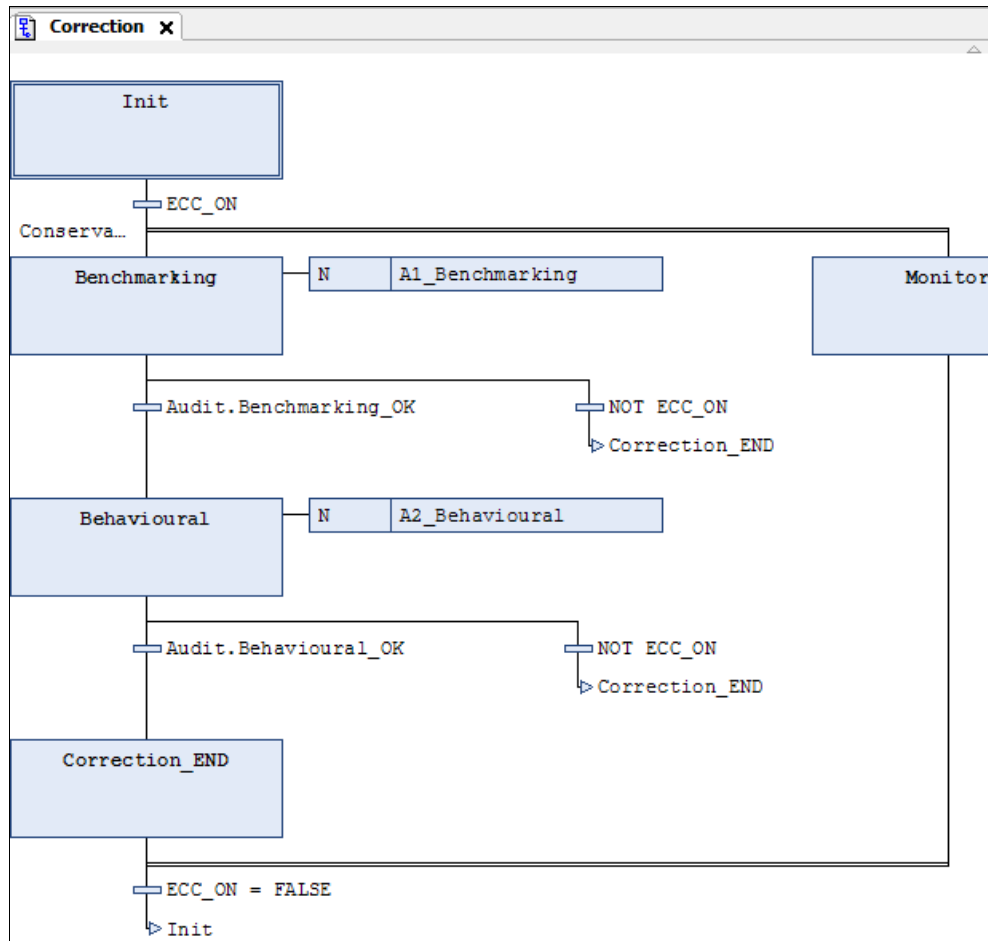 Correction
Init
ECC_ON
Conserva…
Benchmarking
N
A1_Benchmarking
Monitor
Audit.Benchmarking_OK
NOT ECC_ON
Correction_END
Behavioural
N
A2_Behavioural
Audit.Behavioural_OK
NOT ECC_ON
Correction_END
Correction_END
ECC_ON = FALSE
Init